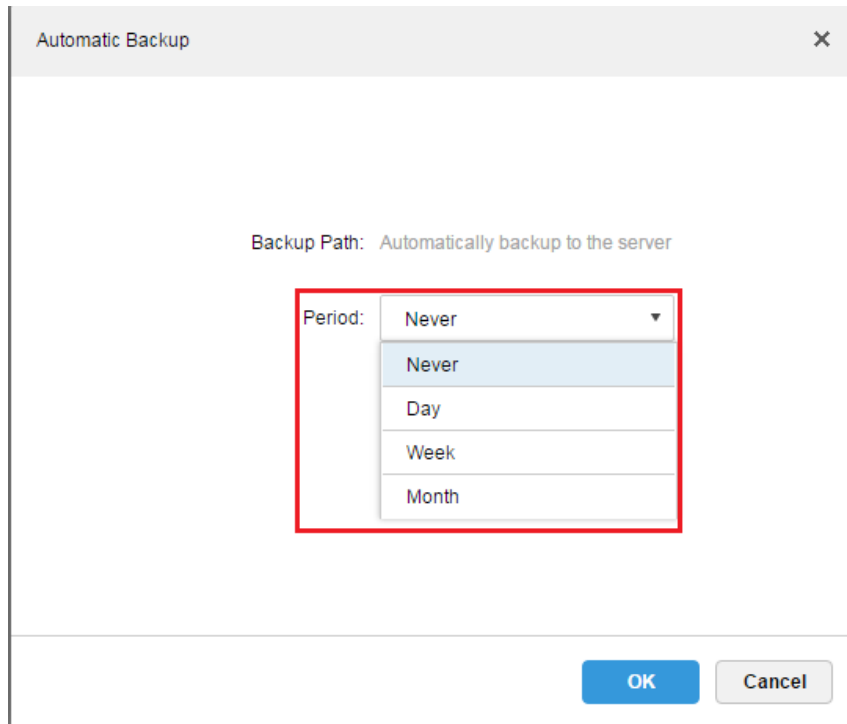 Automatic Backup
Backup Path: Automatically backup to the server
Period: Never
Never
Day
Week
Month
OK Cancel